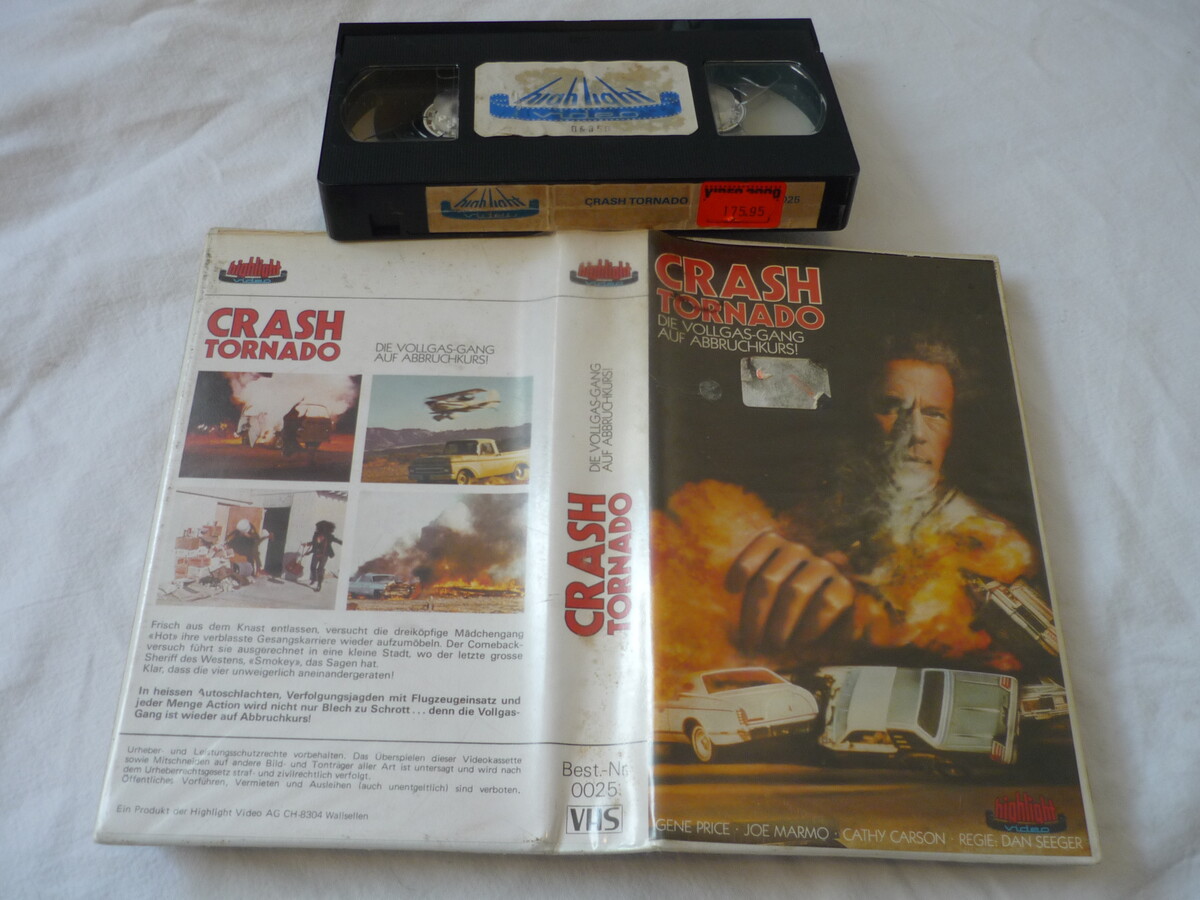 highlight
VIDEO
highlight
VIDEO
CRASH TORNADO
VIDEO 2000
175.95
025
highlight
video
CRASH
TORNADO
DIE VOLLGAS-GANG
AUF ABBRUCHKURS!
Frisch aus dem Knast entlassen, versucht die dreiköpfige Mädchengang
«Hot» ihre verblasste Gesangskarriere wieder aufzumöbeln. Der Comeback-
versuch führt sie ausgerechnet in eine kleine Stadt, wo der letzte grosse
Sheriff des Westens, «Smokey», das Sagen hat.
Klar, dass die vier unweigerlich aneinandergeraten!
In heissen Autoschlachten, Verfolgungsjagden mit Flugzeugeinsatz und
jeder Menge Action wird nicht nur Blech zu Schrott... denn die Vollgas-
Gang ist wieder auf Abbruchkurs!
Urheber- und Leistungsschutzrechte vorbehalten. Das Überspielen dieser Videokassette
sowie Mitschneiden auf andere Bild- und Tonträger aller Art ist untersagt und wird nach
dem Urheberrechtsgesetz straf- und zivilrechtlich verfolgt.
Öffentliches Vorführen, Vermieten und Ausleihen (auch unentgeltlich) sind verboten.
Ein Produkt der Highlight Video AG CH-8304 Wallsellen
highlight
video
DIE VOLLGAS-GANG
AUF ABBRUCHKURS!
CRASH
TORNADO
Best.-Nr.
0025
VHS
CRASH
TORNADO
DIE VOLLGAS-GANG
AUF ABBRUCHKURS!
highlight
video
GENE PRICE · JOE MARMO · CATHY CARSON · REGIE: DAN SEEGER